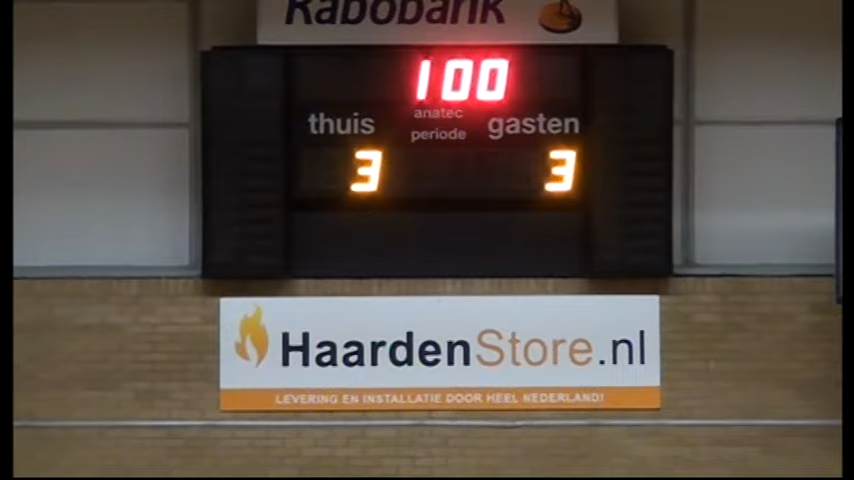 Rabobank
100
anatec
thuis periode gasten
3 3
HaardenStore.nl
LEVERING EN INSTALLATIE DOOR HEEL NEDERLAND!